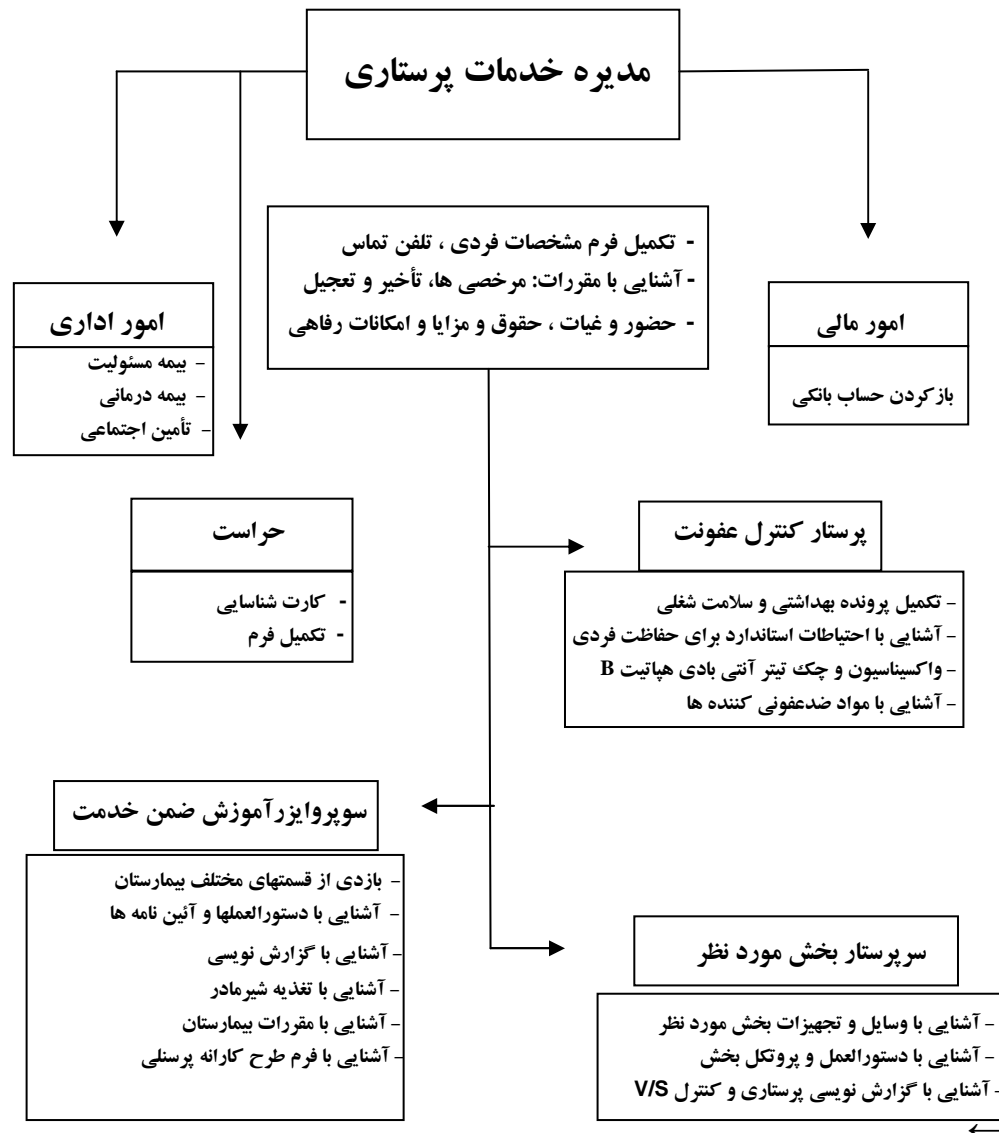 مدیره خدمات پرستاری
- تکمیل فرم مشخصات فردی ، تلفن تماس
- آشنایی با مقررات: مرخصی ها، تأخیر و تعجیل
- حضور و غیات ، حقوق و مزایا و امکانات رفاهی
امور مالی
بازکردن حساب بانکی
امور اداری
- بیمه مسئولیت
- بیمه درمانی
- تأمین اجتماعی
حراست
- کارت شناسایی
- تکمیل فرم
پرستار کنترل عفونت
- تکمیل پرونده بهداشتی و سلامت شغلی
- آشنایی با احتیاطات استاندارد برای حفاظت فردی
- واکسیناسیون و چک تیتر آنتی بادی هپاتیت B
- آشنایی با مواد ضدعفونی کننده ها
سوپروایزرآموزش ضمن خدمت
- بازدی از قسمتهای مختلف بیمارستان
- آشنایی با دستورالعملها و آئین نامه ها
- آشنایی با گزارش نویسی
- آشنایی با تغذیه شیرمادر
- آشنایی با مقررات بیمارستان
- آشنایی با فرم طرح کارانه پرسنلی
سرپرستار بخش مورد نظر
- آشنایی با وسایل و تجهیزات بخش مورد نظر
- آشنایی با دستورالعمل و پروتکل بخش
- آشنایی با گزارش نویسی پرستاری و کنترل V/S